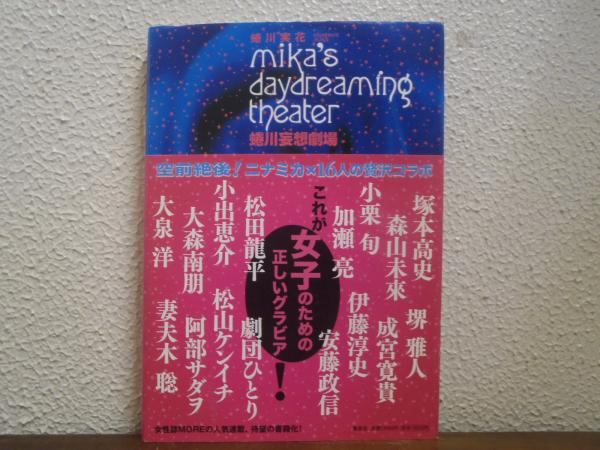 蜷川実花
mika's
daydreaming
theater
蜷川妄想劇場
空前絶後!ニナミカ×16人の贅沢コラボ
これが
女子のための
正しいグラビア
!
塚本高史
森山未來
小栗旬
加瀬亮
堺雅人
成宮寛貴
伊藤淳史
安藤政信
松田龍平
小出恵介
大森南朋
大泉洋
劇団ひとり
松山ケンイチ
阿部サダヲ
妻夫木聡
女性誌MOREの人気連載、待望の書籍化!
集英社